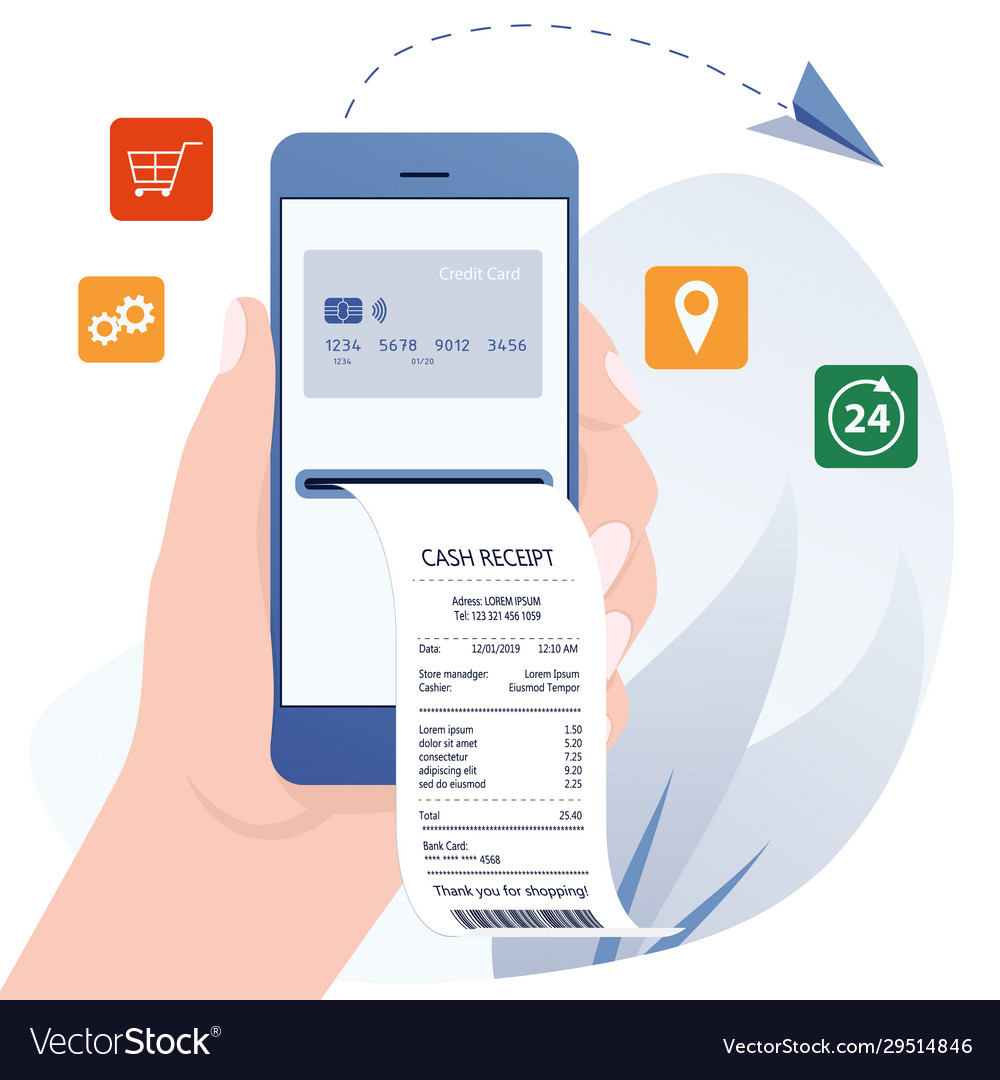 Credit Card
1234 5678 9012 3456
1234 01/20
24
CASH RECEIPT
Adress: LOREM IPSUM
Tel: 123 321 456 1059
Data: 12/01/2019 12:10 AM
Store manadger: Lorem Ipsum
Cashier: Eiusmod Tempor
Lorem ipsum 1.50
dolor sit amet 5.20
consectetur 7.25
adipiscing elit 9.20
sed do eiusmod 2.25
Total 25.40
Bank Card:
**** **** **** 4568
Thank you for shopping!
VectorStock®
VectorStock.com/29514846